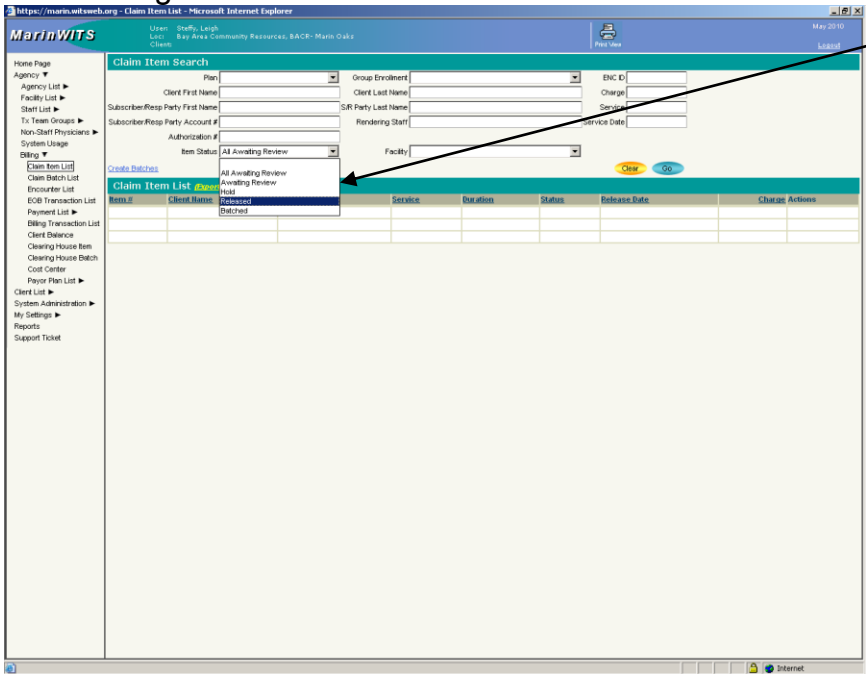 https://marin.witsweb.org - Claim Item List - Microsoft Internet Explorer
MarinWITS
User: Steffy, Leigh
Loc: Bay Area Community Resources, BACR- Marin Oaks
Client:
Print View
May 2010
Logout
Home Page
Agency ▼
Agency List ▶
Facility List ▶
Staff List ▶
Tx Team Groups ▶
Non-Staff Physicians ▶
System Usage
Billing ▼
Claim Item List
Claim Batch List
Encounter List
EOB Transaction List
Payment List ▶
Billing Transaction List
Client Balance
Clearing House Item
Clearing House Batch
Cost Center
Payor Plan List ▶
Client List ▶
System Administration ▶
My Settings ▶
Reports
Support Ticket
Claim Item Search
Plan Group Enrollment ENC ID
Client First Name Client Last Name Charge
Subscriber/Resp Party First Name S/R Party Last Name Service
Subscriber/Resp Party Account # Rendering Staff Service Date
Authorization #
Item Status All Awaiting Review Facility
All Awaiting Review
Awaiting Review
Hold
Released
Batched
Create Batches
Clear Go
Claim Item List
Item # Client Name Service Duration Status Release Date Charge Actions
Internet